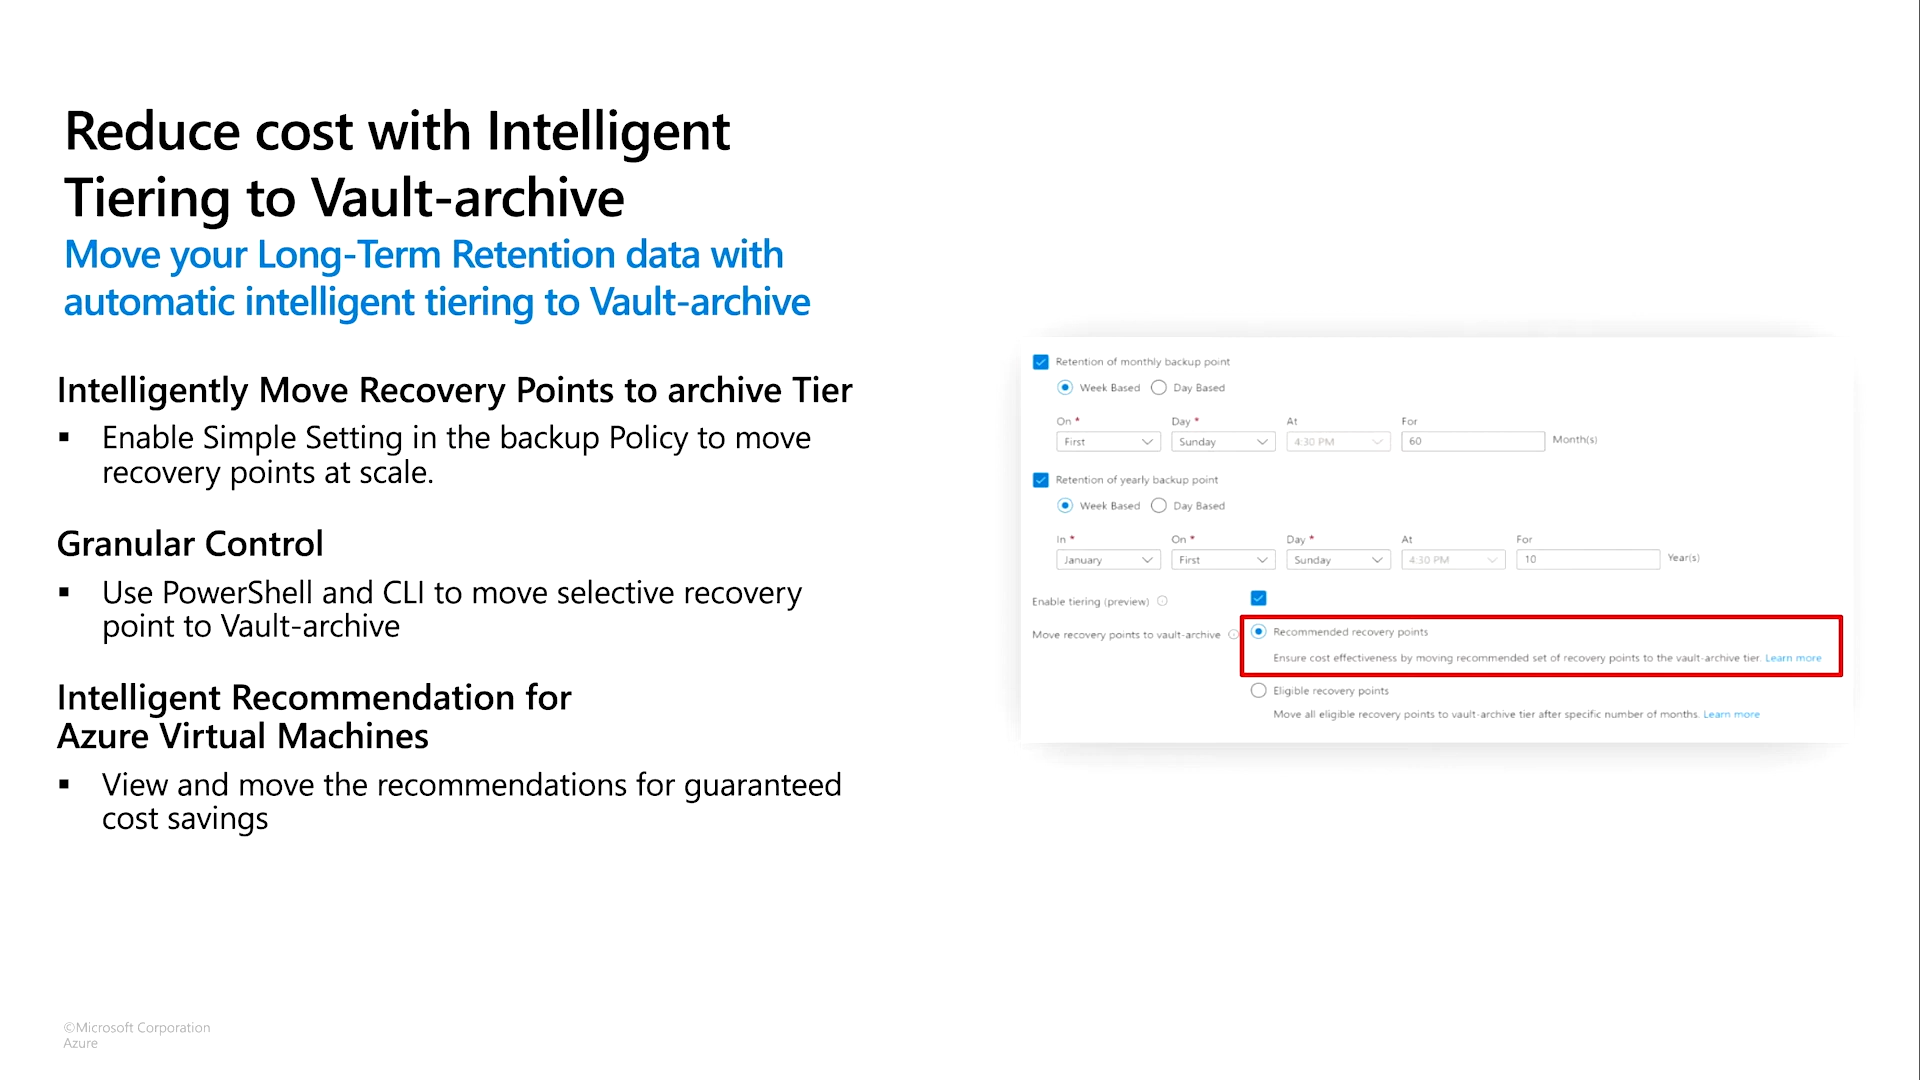 Reduce cost with Intelligent
Tiering to Vault-archive
Move your Long-Term Retention data with
automatic intelligent tiering to Vault-archive
Intelligently Move Recovery Points to archive Tier
▪ Enable Simple Setting in the backup Policy to move
recovery points at scale.
Granular Control
▪ Use PowerShell and CLI to move selective recovery
point to Vault-archive
Intelligent Recommendation for
Azure Virtual Machines
▪ View and move the recommendations for guaranteed
cost savings
Retention of monthly backup point
Week Based Day Based
On * Day * At For
First Sunday 4:30 PM 60 Month(s)
Retention of yearly backup point
Week Based Day Based
In * On * Day * At For
January First Sunday 4:30 PM 10 Year(s)
Enable tiering (preview)
Move recovery points to vault-archive Recommended recovery points
Ensure cost effectiveness by moving recommended set of recovery points to the vault-archive tier. Learn more
Eligible recovery points
Move all eligible recovery points to vault-archive tier after specific number of months. Learn more
©Microsoft Corporation
Azure